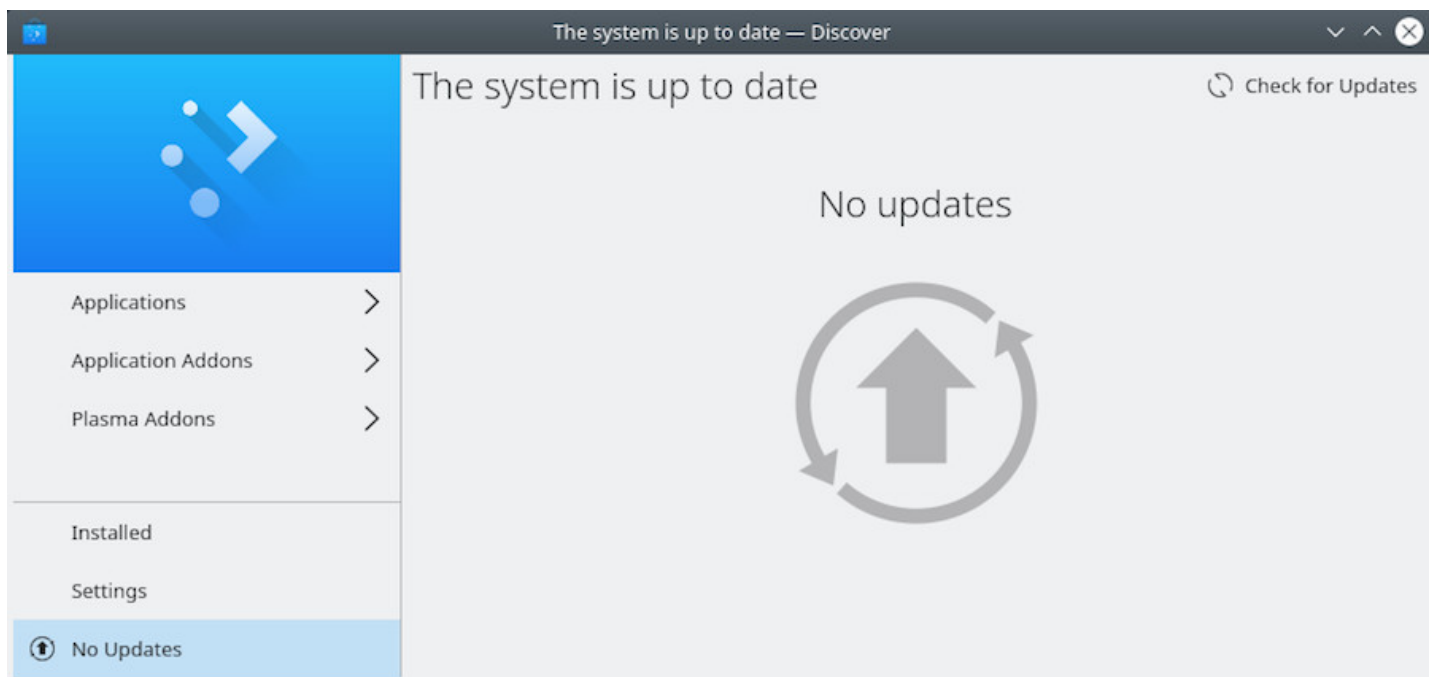 The system is up to date — Discover
The system is up to date
Check for Updates
No updates
Applications
Application Addons
Plasma Addons
Installed
Settings
No Updates